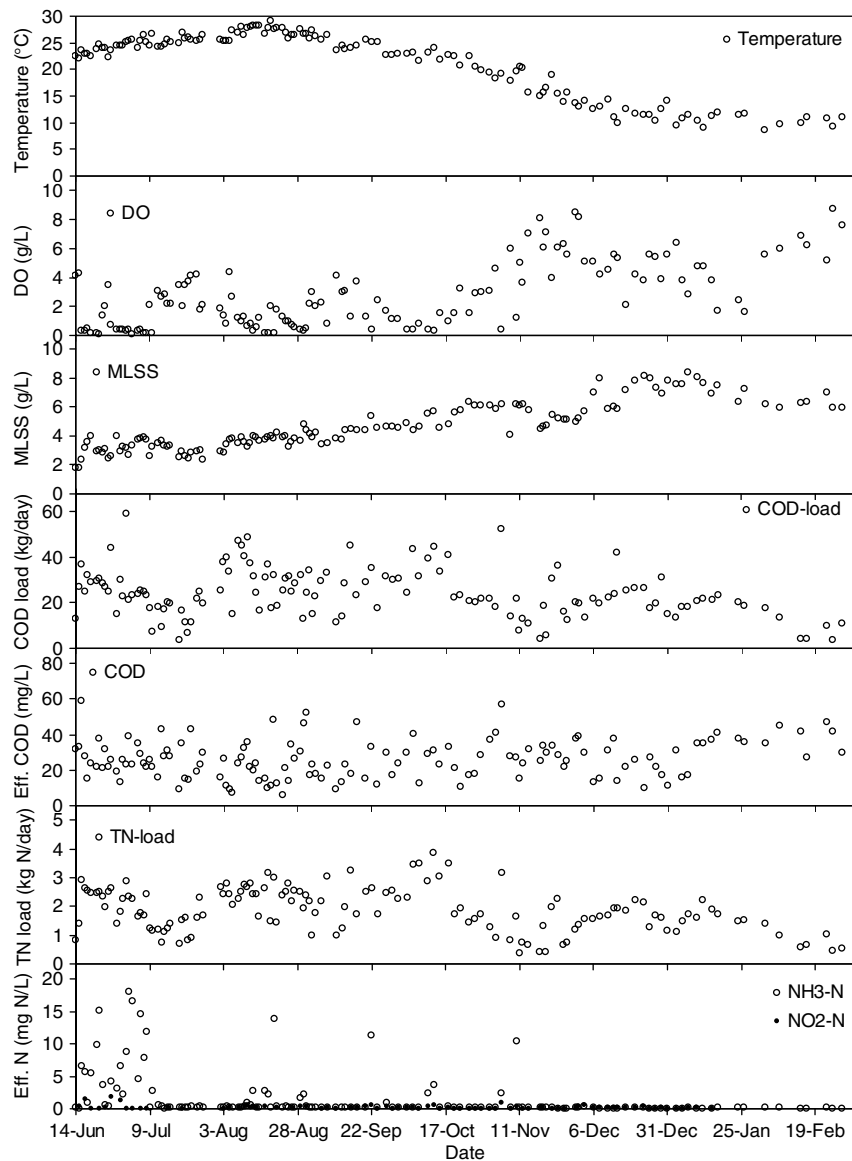 30
25
20
15
10
5
0
Temperature (°C)
Temperature
10
8
6
4
2
0
DO (g/L)
DO
10
8
6
4
2
0
MLSS (g/L)
MLSS
60
40
20
0
COD load (kg/day)
COD-load
80
60
40
20
0
Eff. COD (mg/L)
COD
5
4
3
2
1
0
TN load (kg N/day)
TN-load
20
15
10
5
0
Eff. N (mg N/L)
NH3-N
NO2-N
14-Jun 9-Jul 3-Aug 28-Aug 22-Sep 17-Oct 11-Nov 6-Dec 31-Dec 25-Jan 19-Feb
Date